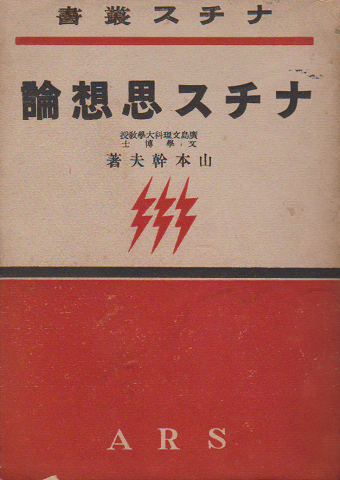 ナチス叢書
ナチス思想論
廣島文理科大學教授
文學博士
山本幹夫著
ARS